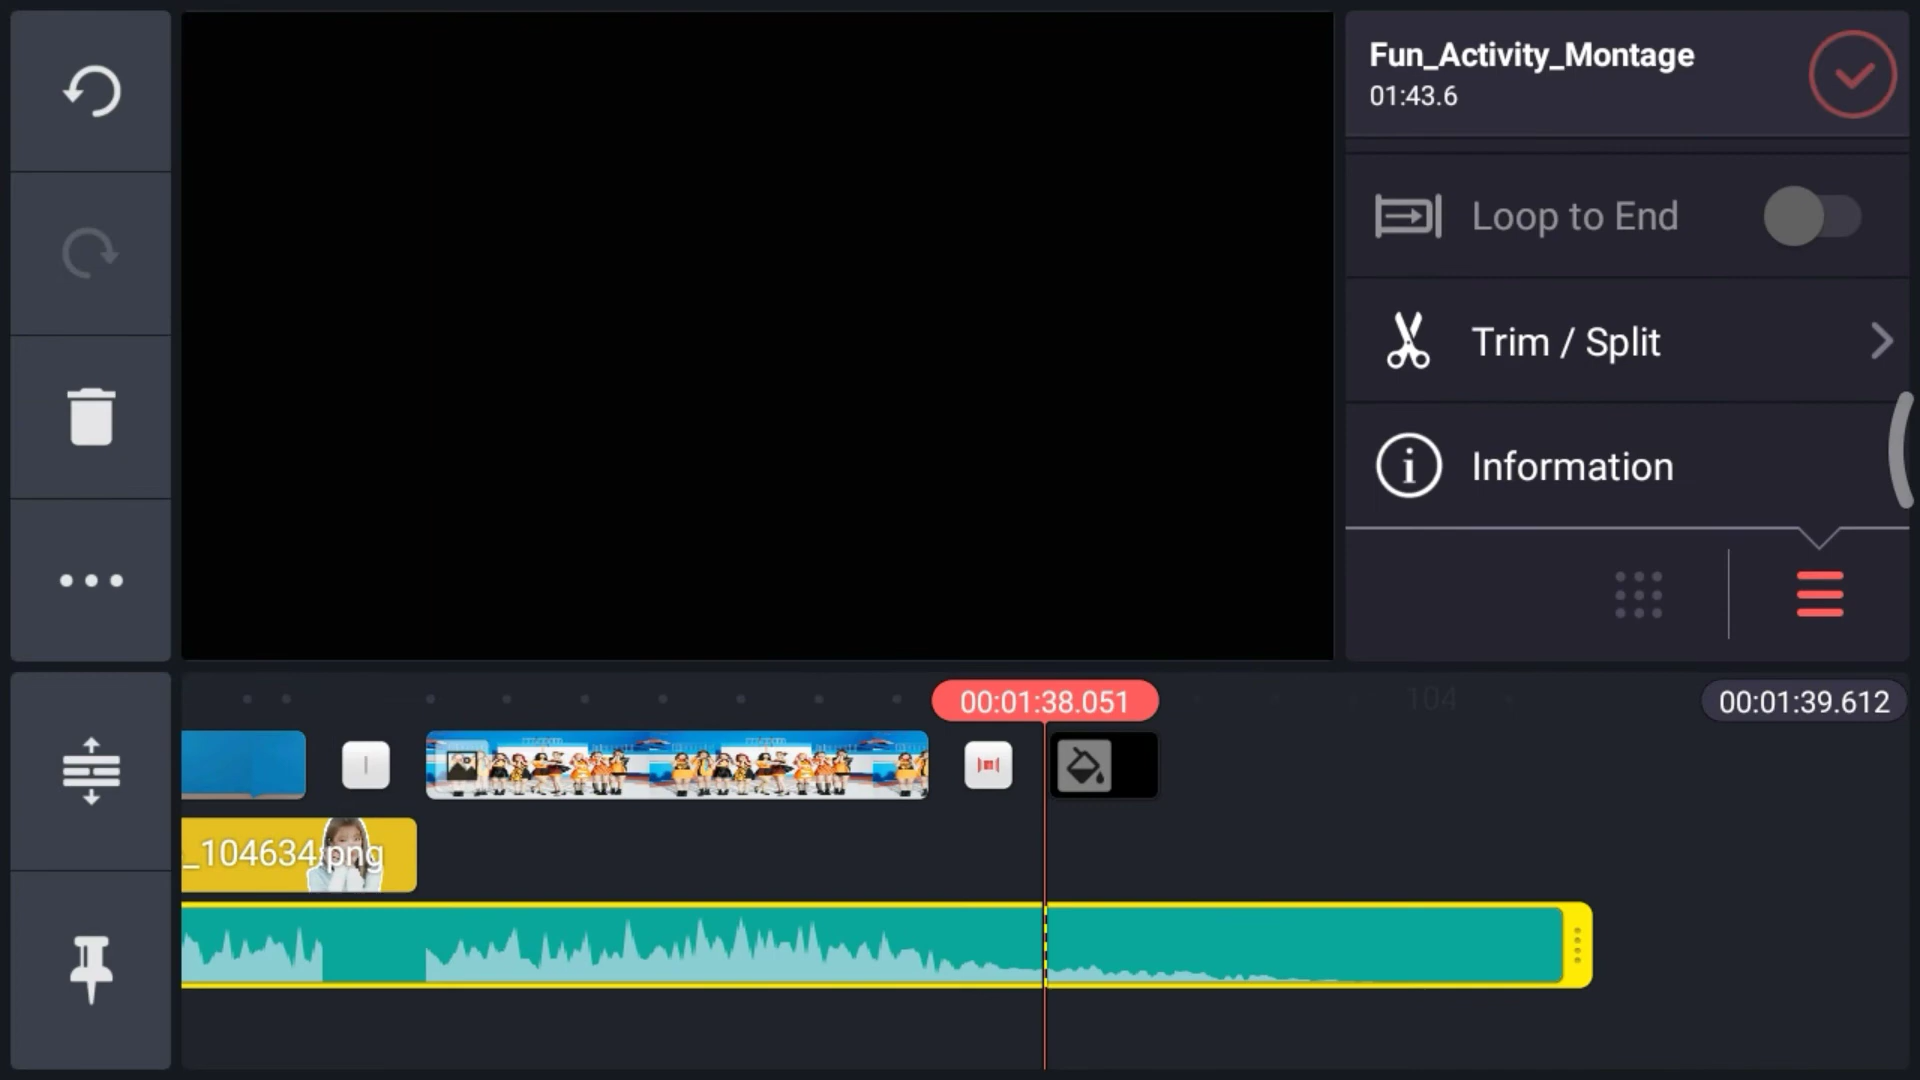 Fun_Activity_Montage
01:43.6
Loop to End
Trim / Split
Information
00:01:38.051
104
00:01:39.612
_104634.png